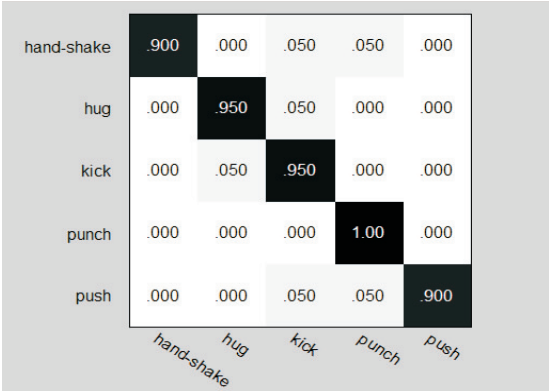 hand-shake .900 .000 .050 .050 .000
hug .000 .950 .050 .000 .000
kick .000 .050 .950 .000 .000
punch .000 .000 .000 1.00 .000
push .000 .000 .050 .050 .900
hand-shake hug kick punch push